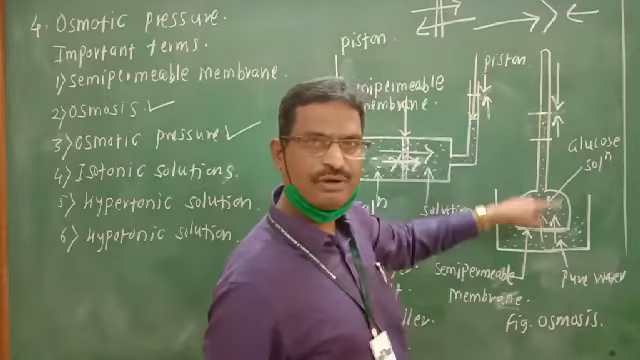 4. Osmotic pressure.
Important terms.
1) Semipermeable membrane.
2) Osmosis ✓
3) Osmotic pressure ✓
4) Isotonic solutions
5) Hypertonic solution.
6) Hypotonic solution.
piston
semipermeable
membrane.
solution
piston
Glucose
solⁿ
semipermeable
membrane.
pure water
Fig. osmosis.